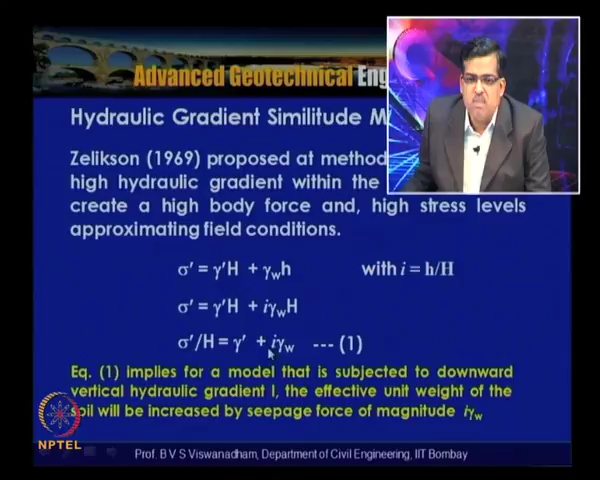 Advanced Geotechnical En
Hydraulic Gradient Similitude M
Zelikson (1969) proposed at method
high hydraulic gradient within the
create a high body force and, high stress levels
approximating field conditions.
σ' = γ'H + γwh with i = h/H
σ' = γ'H + iγwH
σ'/H = γ' + iγw --- (1)
Eq. (1) implies for a model that is subjected to downward
vertical hydraulic gradient I, the effective unit weight of the
soil will be increased by seepage force of magnitude iγw
NPTEL
Prof. B V S Viswanadham, Department of Civil Engineering, IIT Bombay